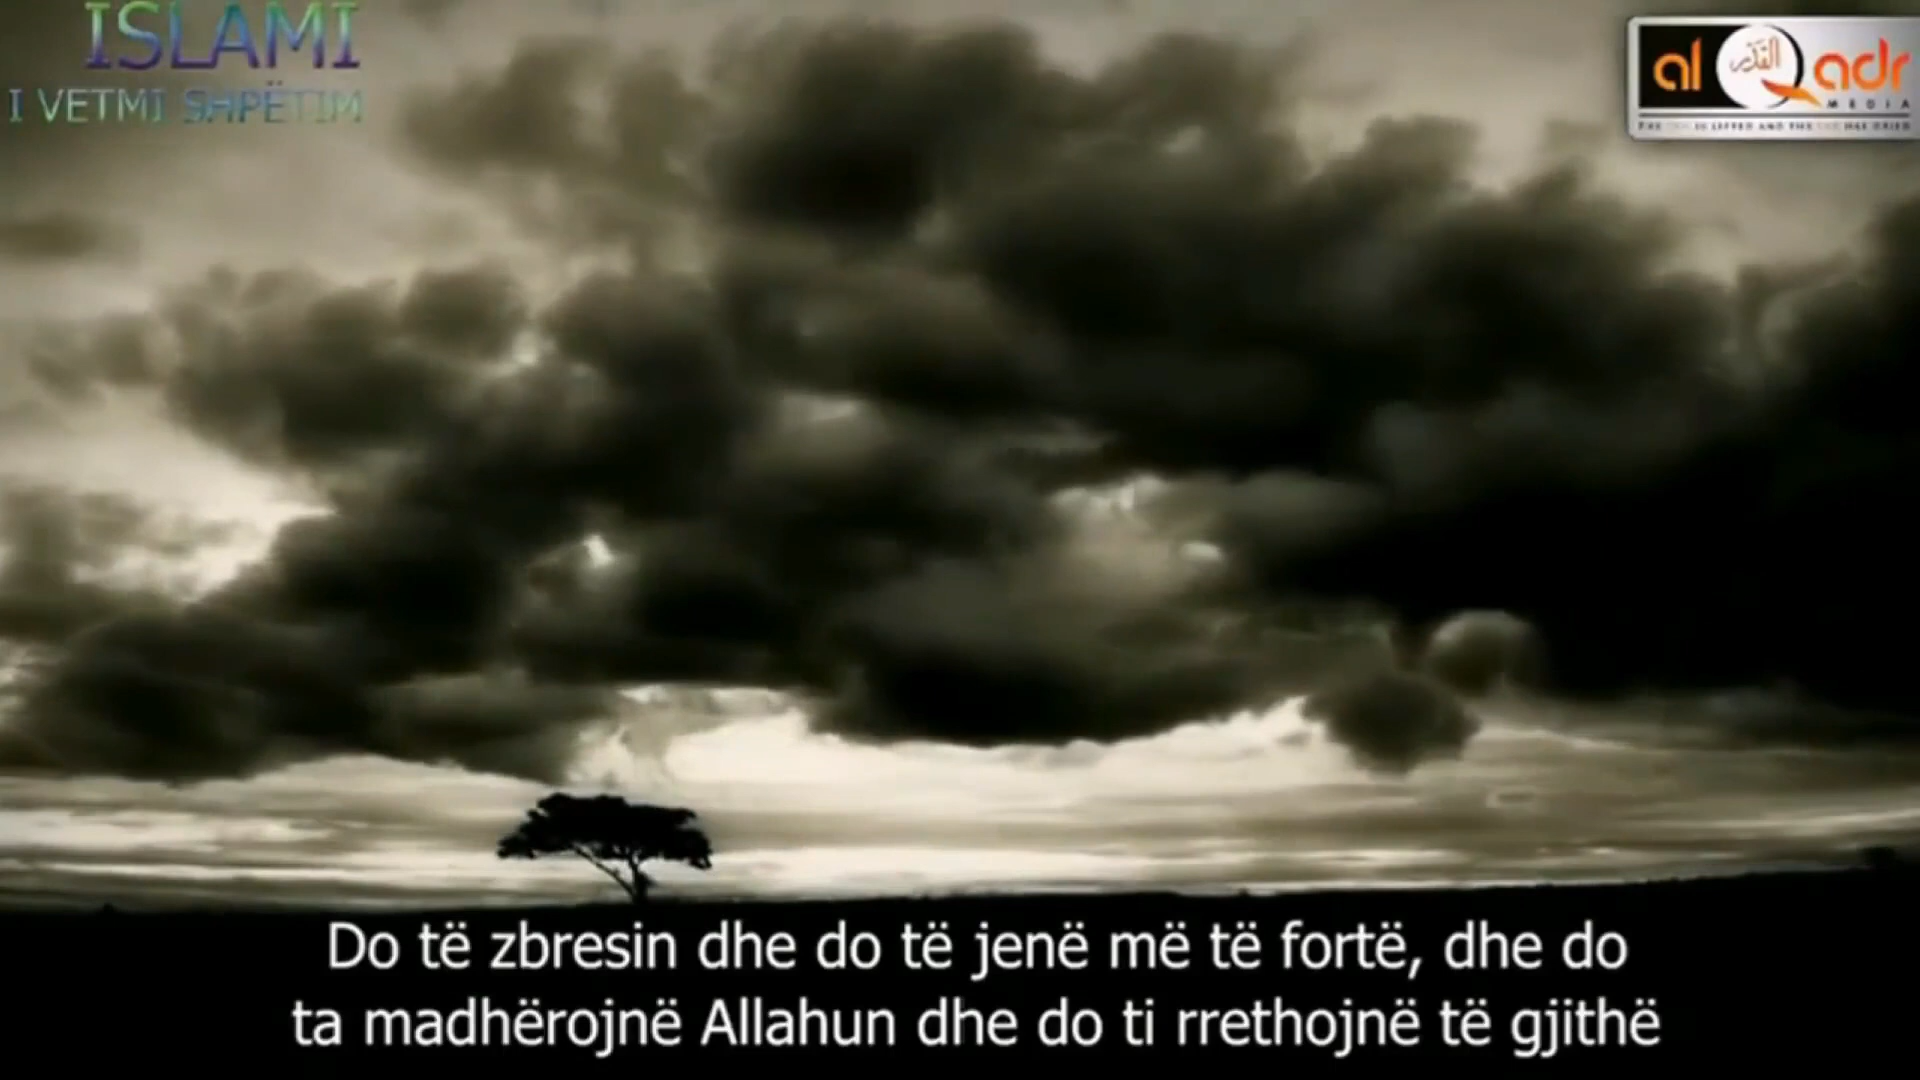 ISLAMI
I VETMI SHPËTIM
al Qadr
القدر
MEDIA
Do të zbresin dhe do të jenë më të fortë, dhe do
ta madhërojnë Allahun dhe do ti rrethojnë të gjithë